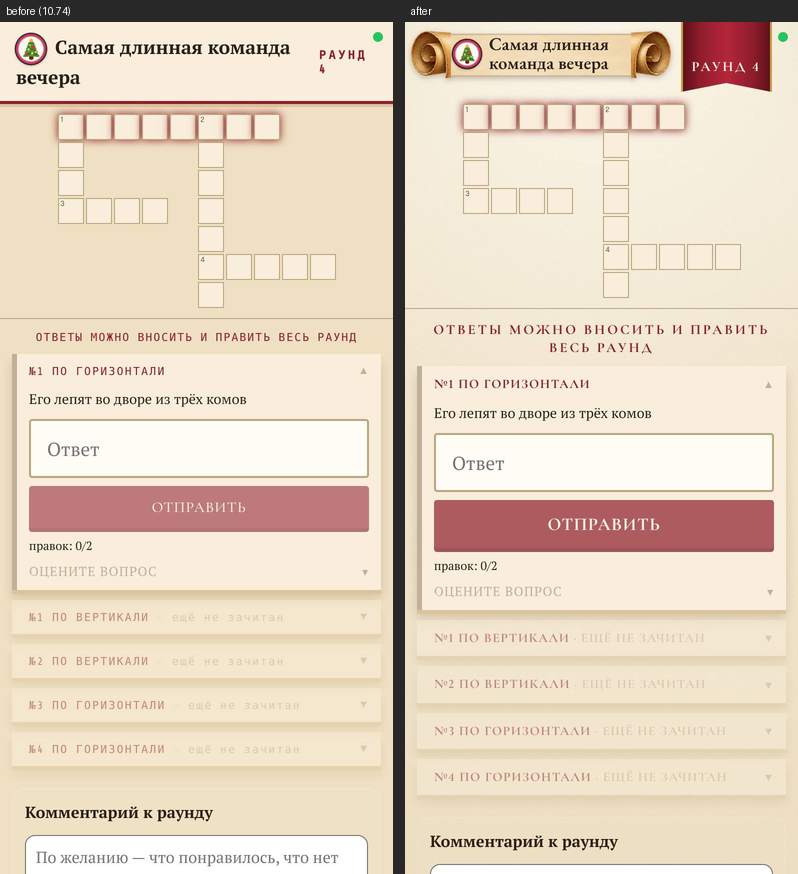 before (10.74)
Самая длинная команда
вечера
РАУНД
4
1
2
3
4
ОТВЕТЫ МОЖНО ВНОСИТЬ И ПРАВИТЬ ВЕСЬ РАУНД
№1 ПО ГОРИЗОНТАЛИ
Его лепят во дворе из трёх комов
Ответ
ОТПРАВИТЬ
правок: 0/2
ОЦЕНИТЕ ВОПРОС
№1 ПО ВЕРТИКАЛИ · ещё не зачитан
№2 ПО ВЕРТИКАЛИ · ещё не зачитан
№3 ПО ГОРИЗОНТАЛИ · ещё не зачитан
№4 ПО ГОРИЗОНТАЛИ · ещё не зачитан
Комментарий к раунду
По желанию — что понравилось, что нет
after
Самая длинная
команда вечера
РАУНД 4
1
2
3
4
ОТВЕТЫ МОЖНО ВНОСИТЬ И ПРАВИТЬ
ВЕСЬ РАУНД
№1 ПО ГОРИЗОНТАЛИ
Его лепят во дворе из трёх комов
Ответ
ОТПРАВИТЬ
правок: 0/2
ОЦЕНИТЕ ВОПРОС
№1 ПО ВЕРТИКАЛИ · ЕЩЁ НЕ ЗАЧИТАН
№2 ПО ВЕРТИКАЛИ · ЕЩЁ НЕ ЗАЧИТАН
№3 ПО ГОРИЗОНТАЛИ · ЕЩЁ НЕ ЗАЧИТАН
№4 ПО ГОРИЗОНТАЛИ · ЕЩЁ НЕ ЗАЧИТАН
Комментарий к раунду